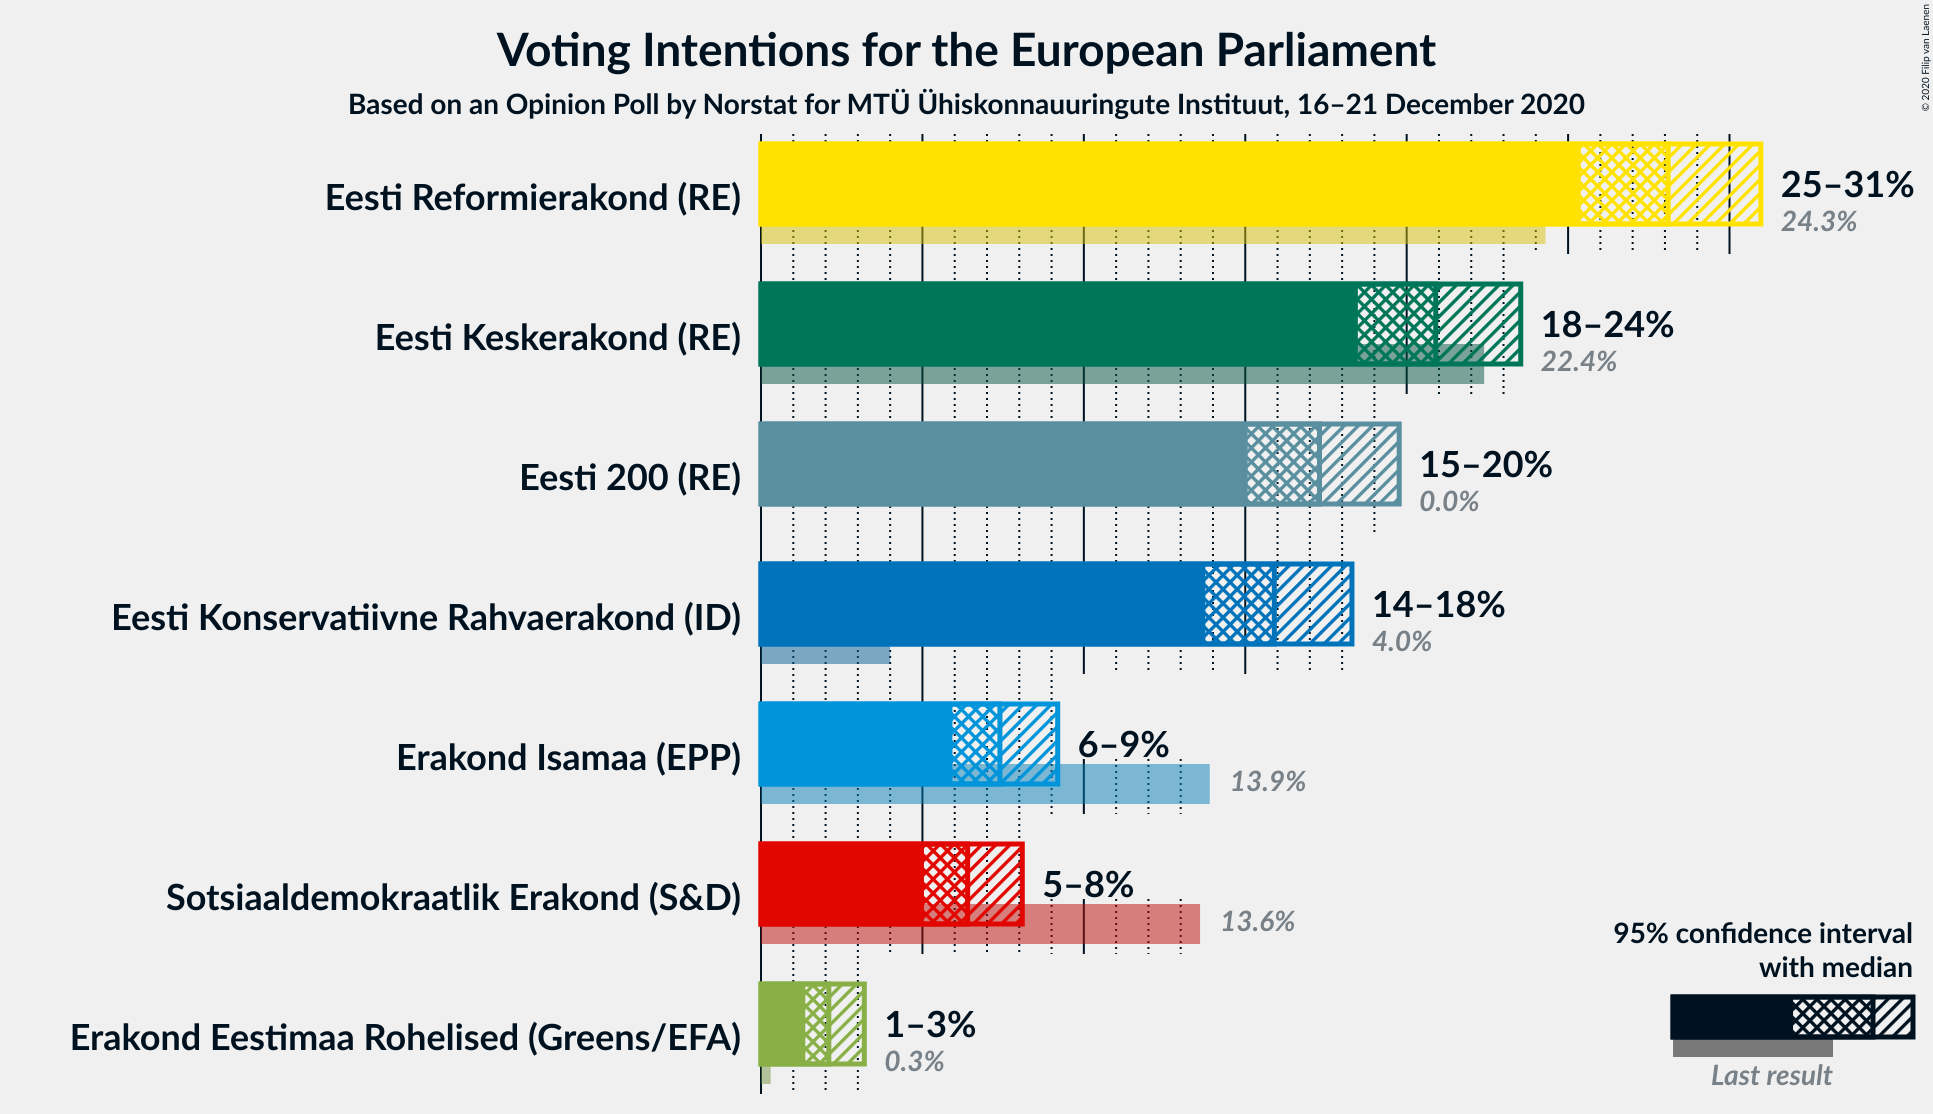 Voting Intentions for the European Parliament
Based on an Opinion Poll by Norstat for MTÜ Ühiskonnauuringute Instituut, 16–21 December 2020
© 2020 Filip van Laenen
Eesti Reformierakond (RE)
25–31%
24.3%
Eesti Keskerakond (RE)
18–24%
22.4%
Eesti 200 (RE)
15–20%
0.0%
Eesti Konservatiivne Rahvaerakond (ID)
14–18%
4.0%
Erakond Isamaa (EPP)
6–9%
13.9%
Sotsiaaldemokraatlik Erakond (S&D)
5–8%
13.6%
Erakond Eestimaa Rohelised (Greens/EFA)
1–3%
0.3%
95% confidence interval
with median
Last result